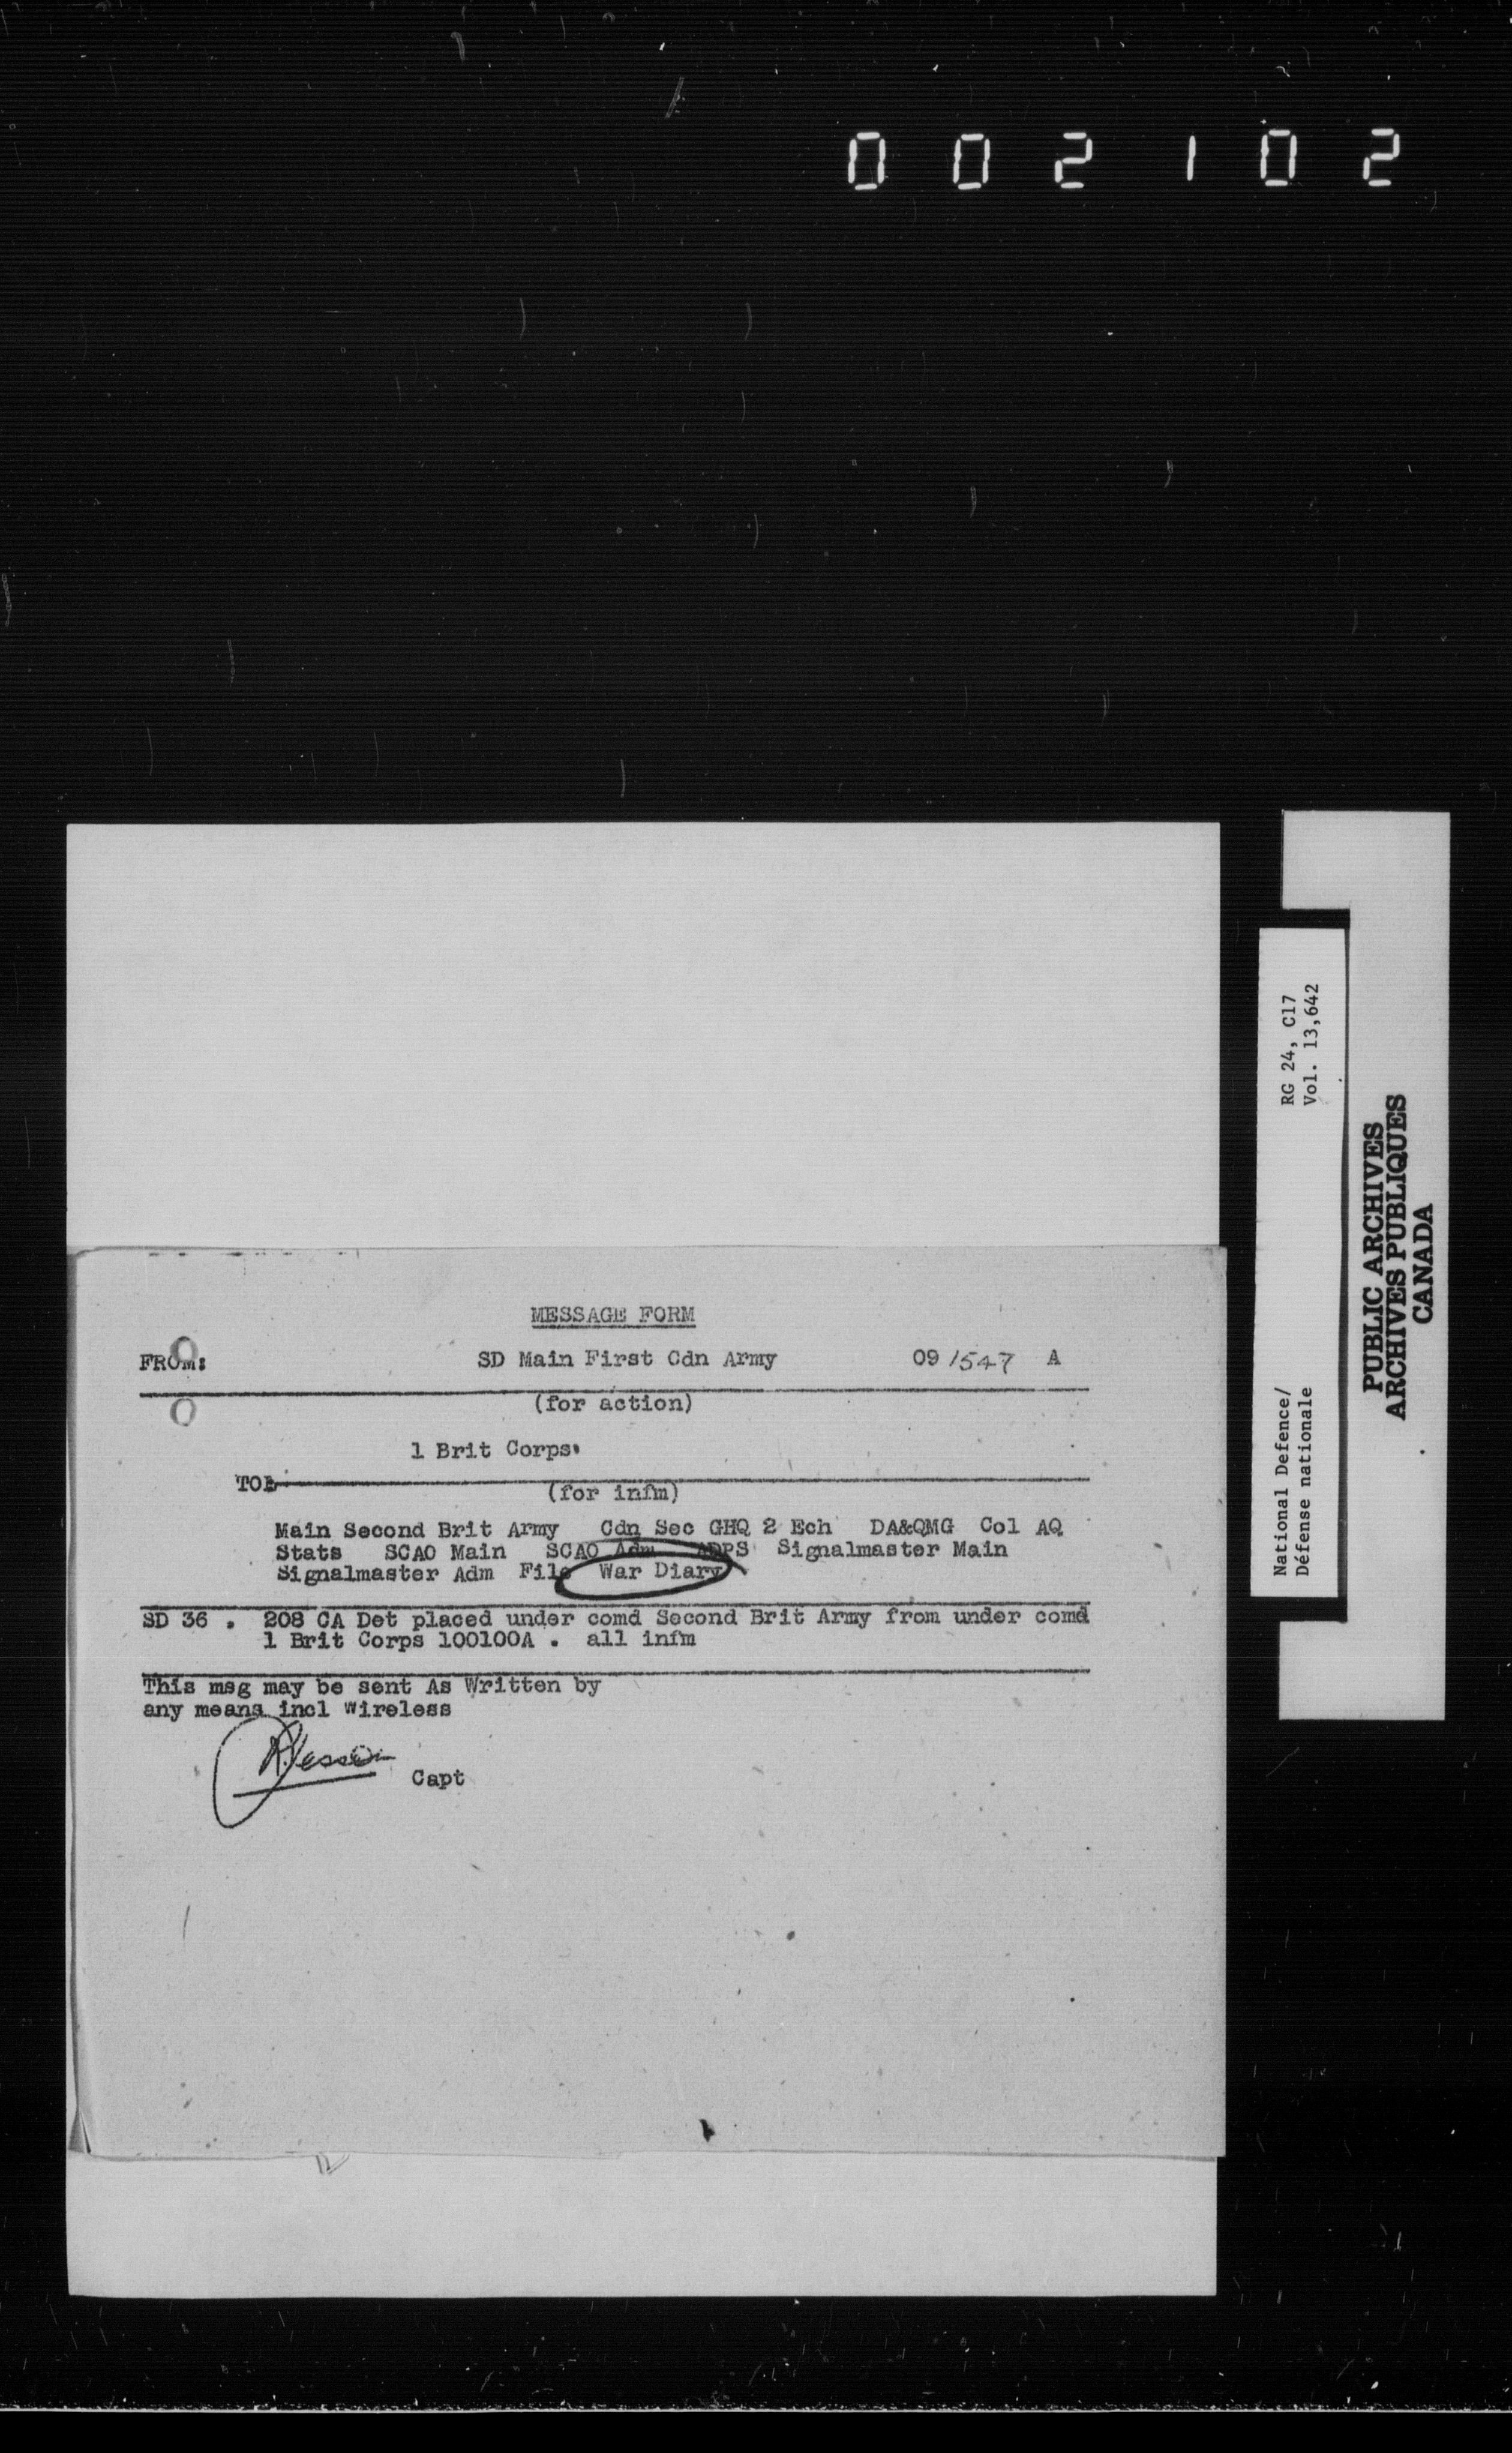 002102
MESSAGE FORM
FROM: SD Main First Cdn Army 091547 A
(for action)
1 Brit Corps.
TO:
(for infm)
Main Second Brit Army Cdn Sec GHQ 2 Ech DA&QMG Col AQ
Stats SCAO Main SCAO Adm ADPS Signalmaster Main
Signalmaster Adm File War Diary
SD 36 . 208 CA Det placed under comd Second Brit Army from under comd
1 Brit Corps 100100A . all infm
This msg may be sent As Written by
any means incl Wireless
Capt
National Defence/ RG 24, C17
Défense nationale Vol. 13,642
PUBLIC ARCHIVES
ARCHIVES PUBLIQUES
CANADA